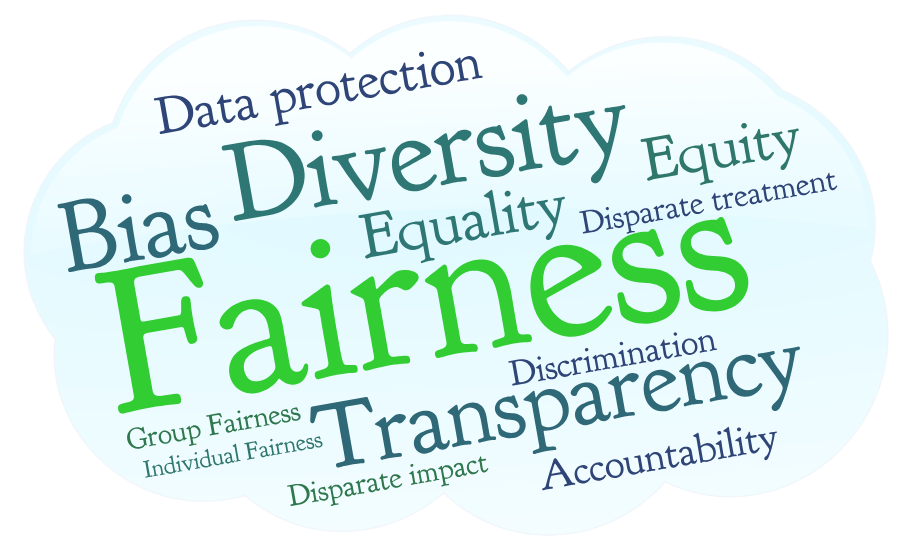 Data protection
Diversity
Equity
Bias
Equality
Disparate treatment
Fairness
Discrimination
Transparency
Group Fairness
Individual Fairness
Disparate impact
Accountability